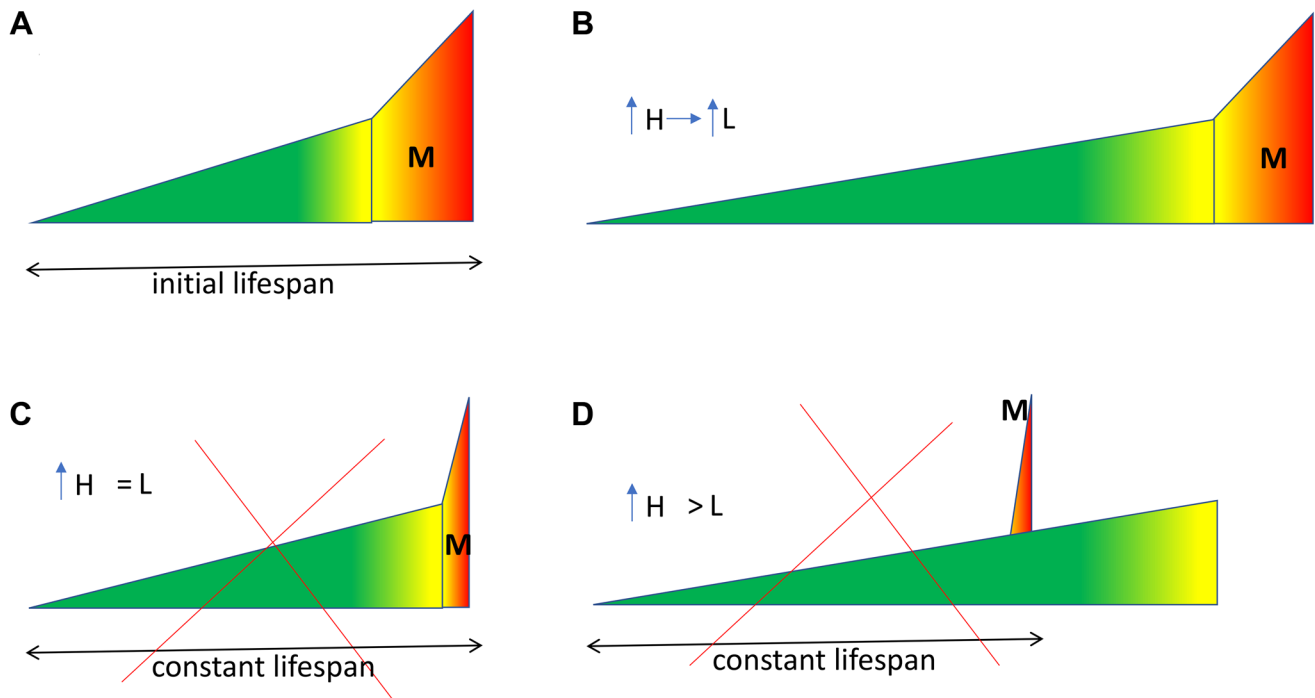 A
M
initial lifespan
B
H L
M
C
H = L
M
constant lifespan
D
M
H > L
constant lifespan